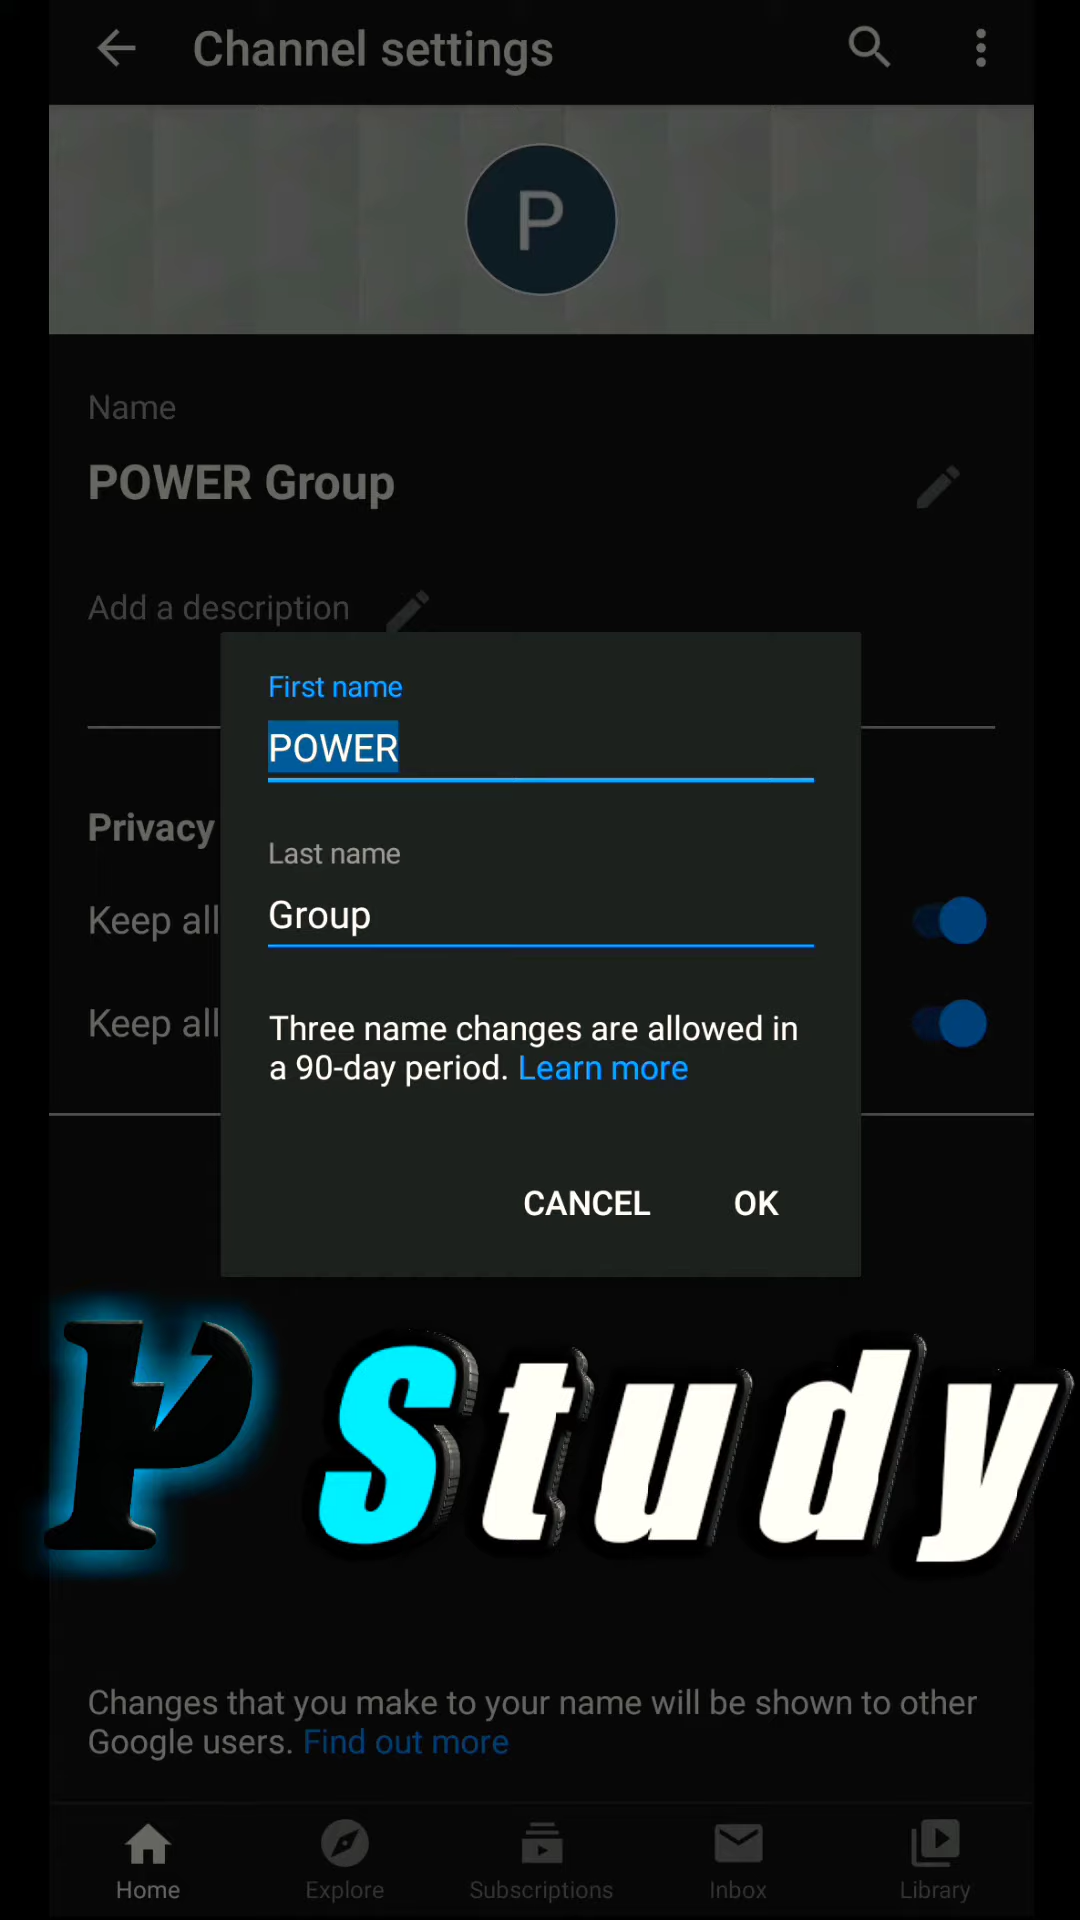 Channel settings
P
Name
POWER Group
Add a description
First name
POWER
Last name
Group
Privacy
Keep all
Keep all
Three name changes are allowed in
a 90-day period. Learn more
CANCEL OK
P Study
Changes that you make to your name will be shown to other
Google users. Find out more
Home Explore Subscriptions Inbox Library